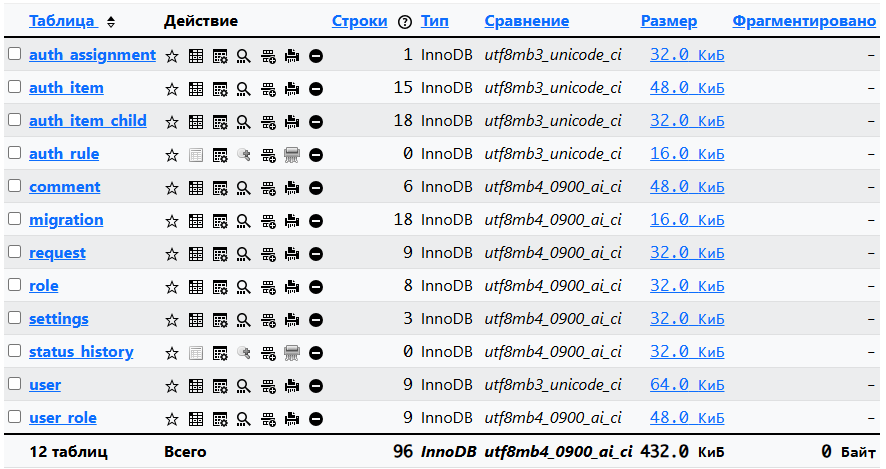 Таблица Действие Строки Тип Сравнение Размер Фрагментировано
auth_assignment 1 InnoDB utf8mb3_unicode_ci 32.0 КиБ –
auth_item 15 InnoDB utf8mb3_unicode_ci 48.0 КиБ –
auth_item_child 18 InnoDB utf8mb3_unicode_ci 32.0 КиБ –
auth_rule 0 InnoDB utf8mb3_unicode_ci 16.0 КиБ –
comment 6 InnoDB utf8mb4_0900_ai_ci 48.0 КиБ –
migration 18 InnoDB utf8mb4_0900_ai_ci 16.0 КиБ –
request 9 InnoDB utf8mb4_0900_ai_ci 32.0 КиБ –
role 8 InnoDB utf8mb4_0900_ai_ci 32.0 КиБ –
settings 3 InnoDB utf8mb4_0900_ai_ci 32.0 КиБ –
status_history 0 InnoDB utf8mb4_0900_ai_ci 32.0 КиБ –
user 9 InnoDB utf8mb3_unicode_ci 64.0 КиБ –
user_role 9 InnoDB utf8mb4_0900_ai_ci 48.0 КиБ –
12 таблиц Всего 96 InnoDB utf8mb4_0900_ai_ci 432.0 КиБ 0 Байт